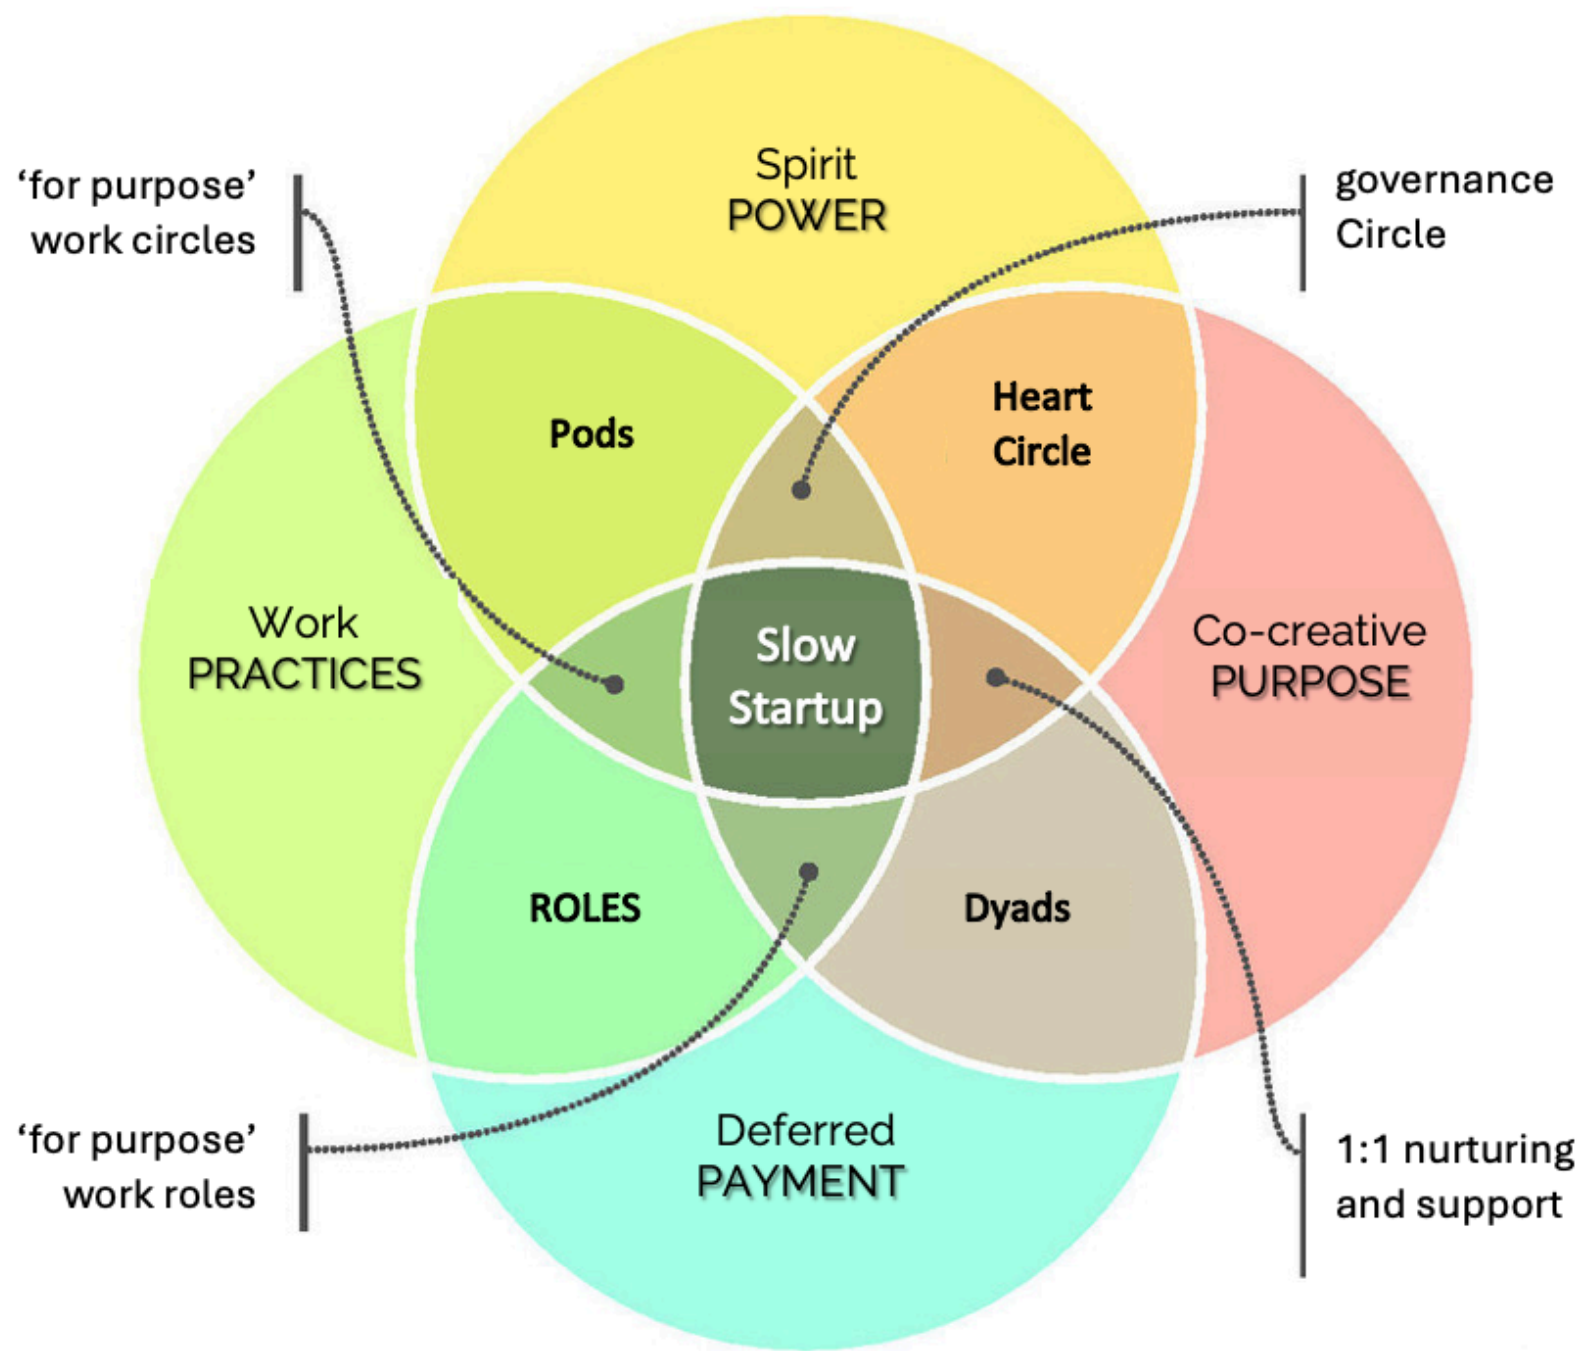 Spirit
POWER
‘for purpose’
work circles
governance
Circle
Pods
Heart
Circle
Work
PRACTICES
Slow
Startup
Co-creative
PURPOSE
ROLES
Dyads
Deferred
PAYMENT
‘for purpose’
work roles
1:1 nurturing
and support